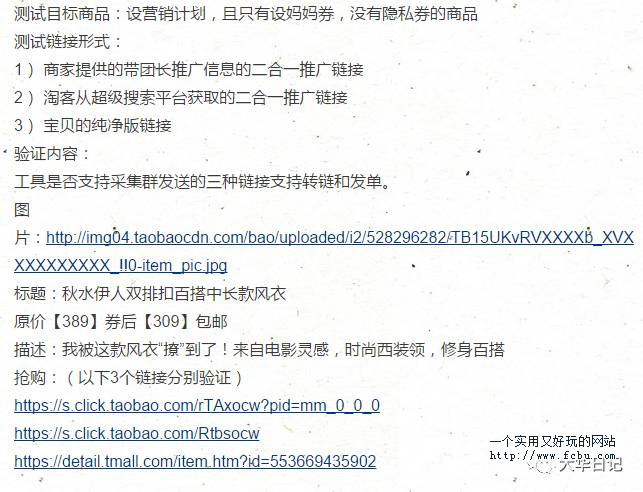 测试目标商品：设营销计划，且只有设妈妈券，没有隐私券的商品
测试链接形式：
1） 商家提供的带团长推广信息的二合一推广链接
2） 淘客从超级搜索平台获取的二合一推广链接
3） 宝贝的纯净版链接
验证内容：
工具是否支持采集群发送的三种链接支持转链和发单。
图
片：http://img04.taobaocdn.com/bao/uploaded/i2/528296282/TB15UKvRVXXXXb_XVX
XXXXXXXXXX_!!0-item_pic.jpg
标题：秋水伊人双排扣百搭中长款风衣
原价【389】券后【309】包邮
描述：我被这款风衣“撩”到了！来自电影灵感，时尚西装领，修身百搭
抢购：（以下3个链接分别验证）
https://s.click.taobao.com/rTAxocw?pid=mm_0_0_0
https://s.click.taobao.com/Rtbsocw
https://detail.tmall.com/item.htm?id=553669435902
一个实用又好玩的网站
http://www.fcbu.com
大华日记